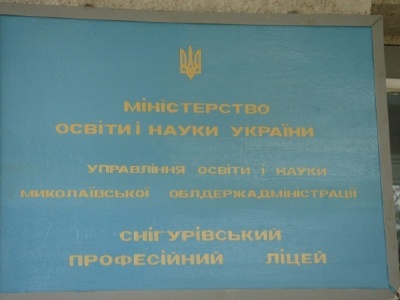 МІНІСТЕРСТВО
ОСВІТИ І НАУКИ УКРАЇНИ
УПРАВЛІННЯ ОСВІТИ І НАУКИ
МИКОЛАЇВСЬКОЇ ОБЛДЕРЖАДМІНІСТРАЦІЇ
СНІГУРІВСЬКИЙ
ПРОФЕСІЙНИЙ ЛІЦЕЙ